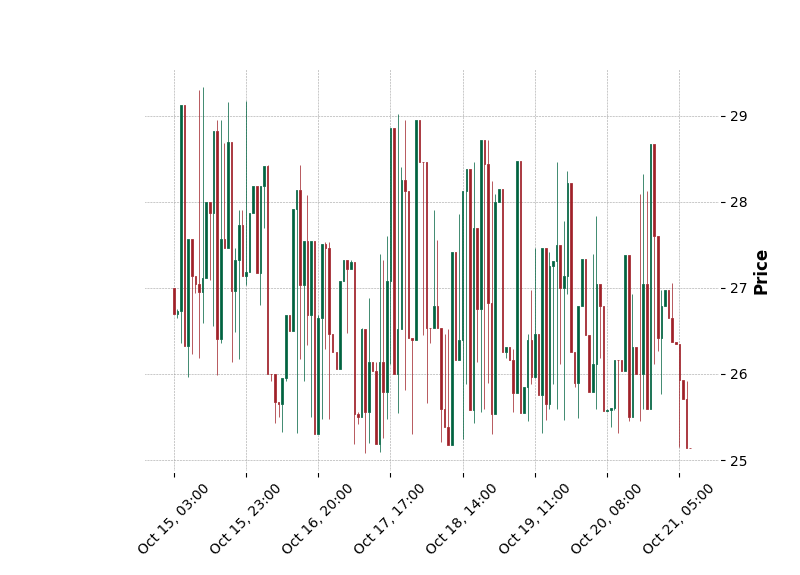 29
28
27
26
25
Price
Oct 15, 03:00
Oct 15, 23:00
Oct 16, 20:00
Oct 17, 17:00
Oct 18, 14:00
Oct 19, 11:00
Oct 20, 08:00
Oct 21, 05:00